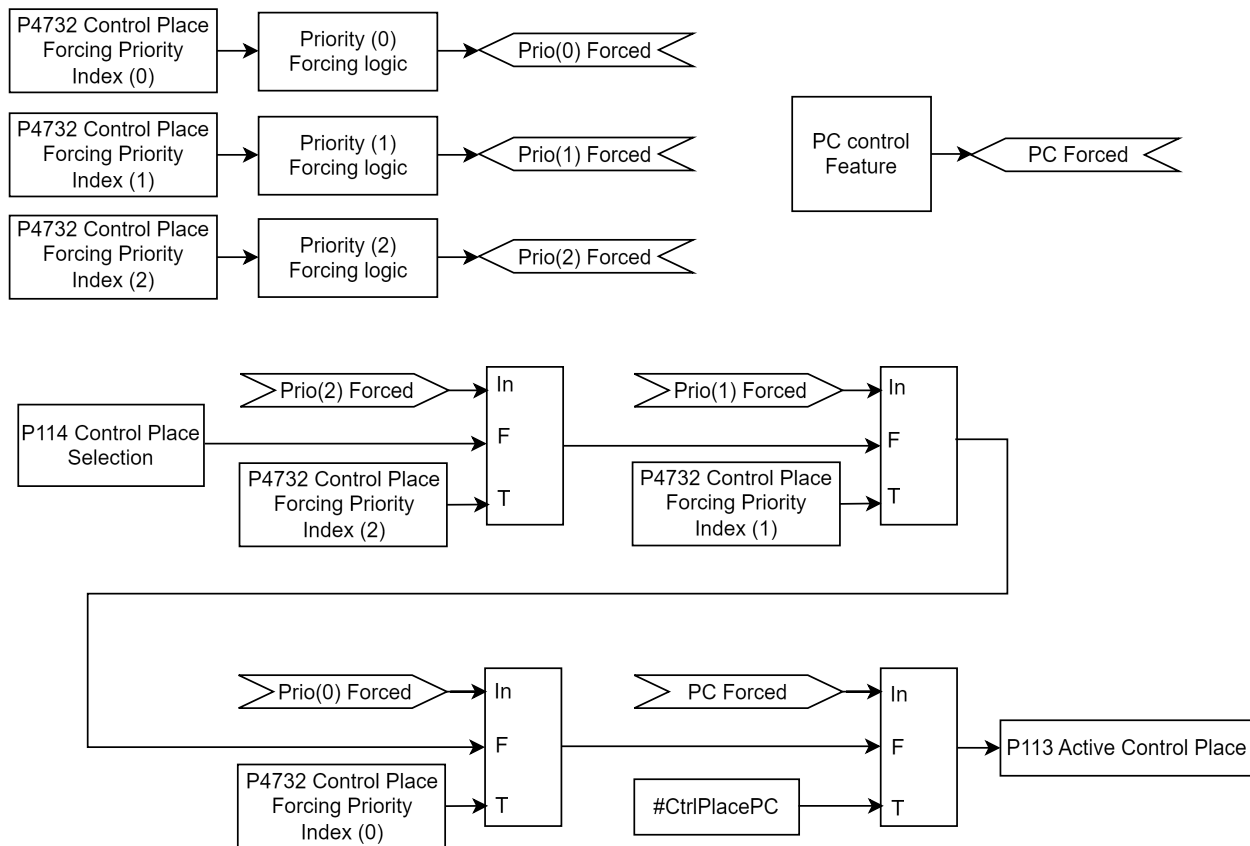 P4732 Control Place
Forcing Priority
Index (0)
Priority (0)
Forcing logic
Prio(0) Forced
P4732 Control Place
Forcing Priority
Index (1)
Priority (1)
Forcing logic
Prio(1) Forced
PC control
Feature
PC Forced
P4732 Control Place
Forcing Priority
Index (2)
Priority (2)
Forcing logic
Prio(2) Forced
Prio(2) Forced
In
P114 Control Place
Selection
F
P4732 Control Place
Forcing Priority
Index (2)
T
Prio(1) Forced
In
F
P4732 Control Place
Forcing Priority
Index (1)
T
Prio(0) Forced
In
F
P4732 Control Place
Forcing Priority
Index (0)
T
PC Forced
In
F
#CtrlPlacePC
T
P113 Active Control Place